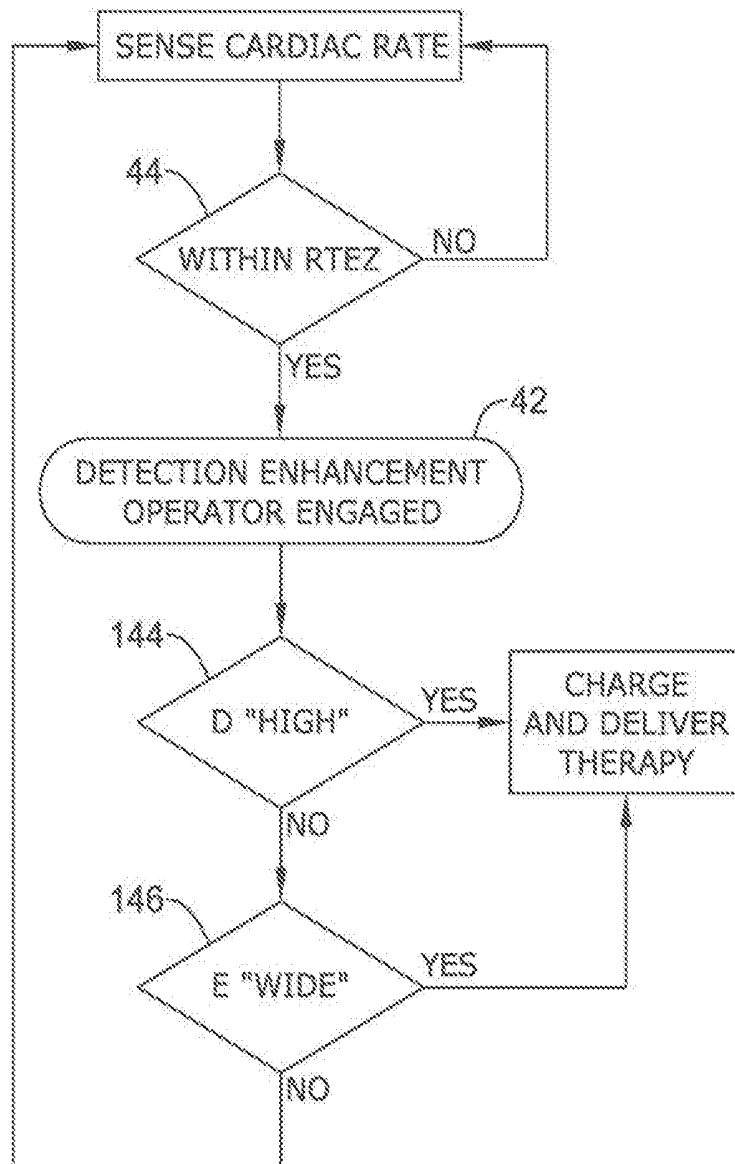 SENSE CARDIAC RATE
44
WITHIN RTEZ
NO
YES
42
DETECTION ENHANCEMENT
OPERATOR ENGAGED
144
D "HIGH"
YES
CHARGE
AND DELIVER
THERAPY
NO
146
E "WIDE"
YES
NO